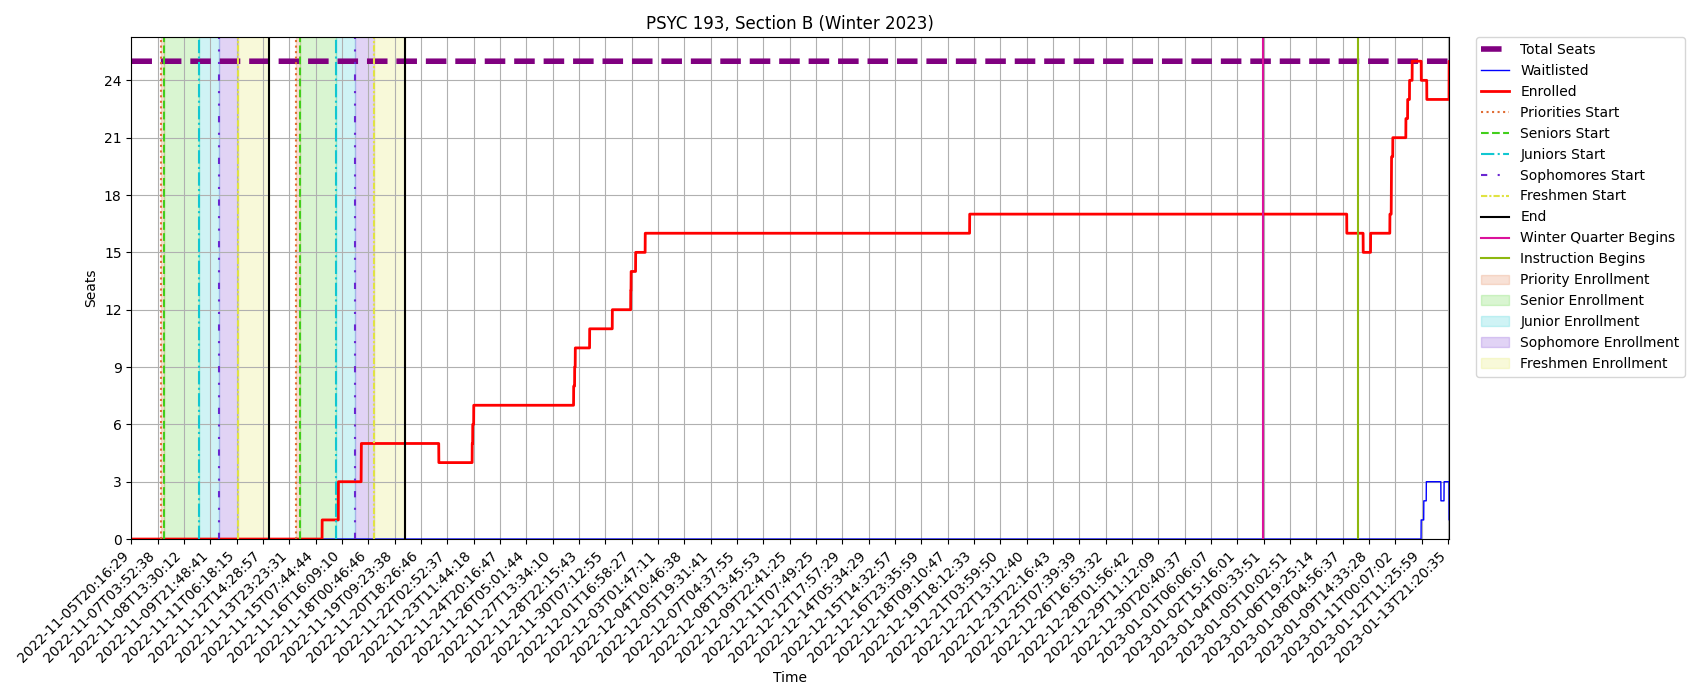 PSYC 193, Section B (Winter 2023)
Seats
24
21
18
15
12
9
6
3
0
2022-11-05T20:16:29
2022-11-07T03:52:38
2022-11-08T13:30:12
2022-11-09T21:48:41
2022-11-11T06:18:15
2022-11-12T14:28:57
2022-11-13T23:23:31
2022-11-15T07:44:44
2022-11-16T16:09:10
2022-11-18T00:46:46
2022-11-19T09:23:38
2022-11-20T18:26:46
2022-11-22T02:52:37
2022-11-23T11:44:18
2022-11-24T20:16:47
2022-11-26T05:01:44
2022-11-27T13:34:10
2022-11-28T22:15:43
2022-11-30T07:12:55
2022-12-01T16:58:27
2022-12-03T01:47:11
2022-12-04T10:46:38
2022-12-05T19:31:41
2022-12-07T04:37:55
2022-12-08T13:45:53
2022-12-09T22:41:25
2022-12-11T07:49:25
2022-12-12T17:57:29
2022-12-14T05:34:29
2022-12-15T14:32:57
2022-12-16T23:35:59
2022-12-18T09:10:47
2022-12-19T18:12:33
2022-12-21T03:59:50
2022-12-22T13:12:40
2022-12-23T22:16:43
2022-12-25T07:39:39
2022-12-26T16:53:32
2022-12-28T01:56:42
2022-12-29T11:12:09
2022-12-30T20:40:37
2023-01-01T06:06:07
2023-01-02T15:16:01
2023-01-04T00:33:51
2023-01-05T10:02:51
2023-01-06T19:25:14
2023-01-08T04:56:37
2023-01-09T14:33:28
2023-01-11T00:07:02
2023-01-12T11:25:59
2023-01-13T21:20:35
Time
Total Seats
Waitlisted
Enrolled
Priorities Start
Seniors Start
Juniors Start
Sophomores Start
Freshmen Start
End
Winter Quarter Begins
Instruction Begins
Priority Enrollment
Senior Enrollment
Junior Enrollment
Sophomore Enrollment
Freshmen Enrollment